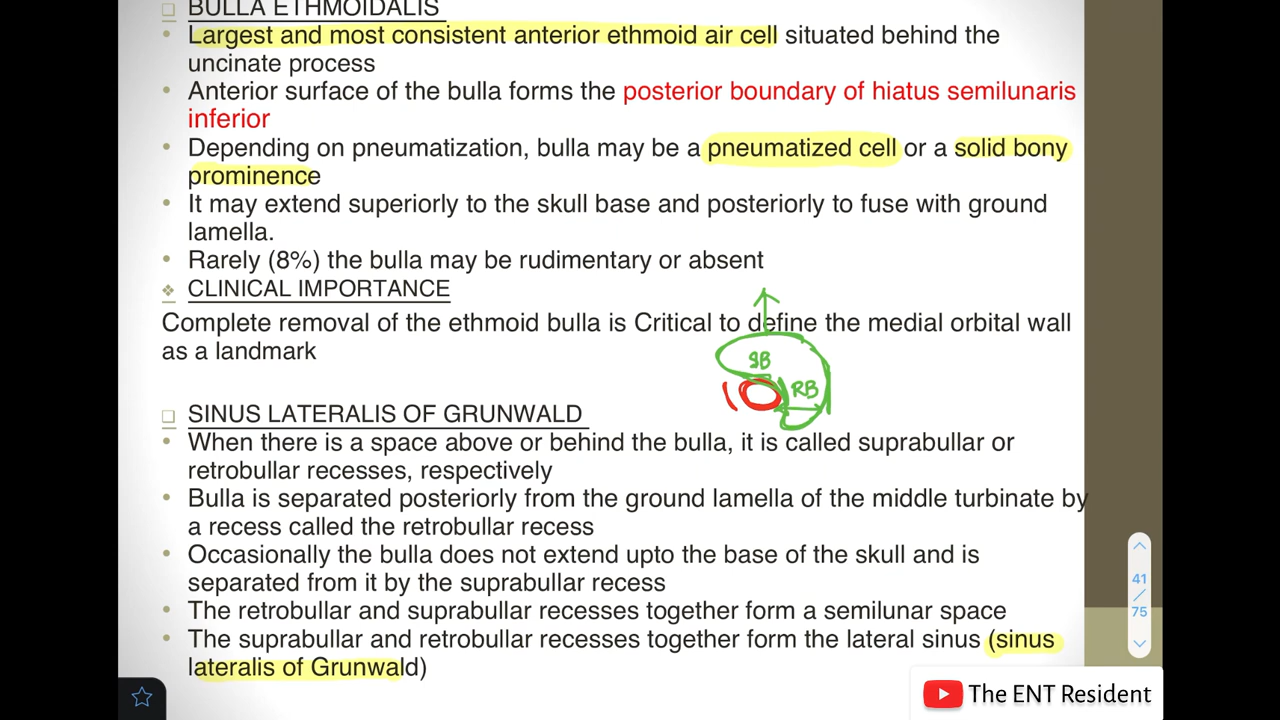 BULLA ETHMOIDALIS
Largest and most consistent anterior ethmoid air cell situated behind the
uncinate process
Anterior surface of the bulla forms the posterior boundary of hiatus semilunaris
inferior
Depending on pneumatization, bulla may be a pneumatized cell or a solid bony
prominence
It may extend superiorly to the skull base and posteriorly to fuse with ground
lamella.
Rarely (8%) the bulla may be rudimentary or absent
CLINICAL IMPORTANCE
Complete removal of the ethmoid bulla is Critical to define the medial orbital wall
as a landmark
SB
RB
SINUS LATERALIS OF GRUNWALD
When there is a space above or behind the bulla, it is called suprabullar or
retrobullar recesses, respectively
Bulla is separated posteriorly from the ground lamella of the middle turbinate by
a recess called the retrobullar recess
Occasionally the bulla does not extend upto the base of the skull and is
separated from it by the suprabullar recess
The retrobullar and suprabullar recesses together form a semilunar space
The suprabullar and retrobullar recesses together form the lateral sinus (sinus
lateralis of Grunwald)
41
/
75
The ENT Resident